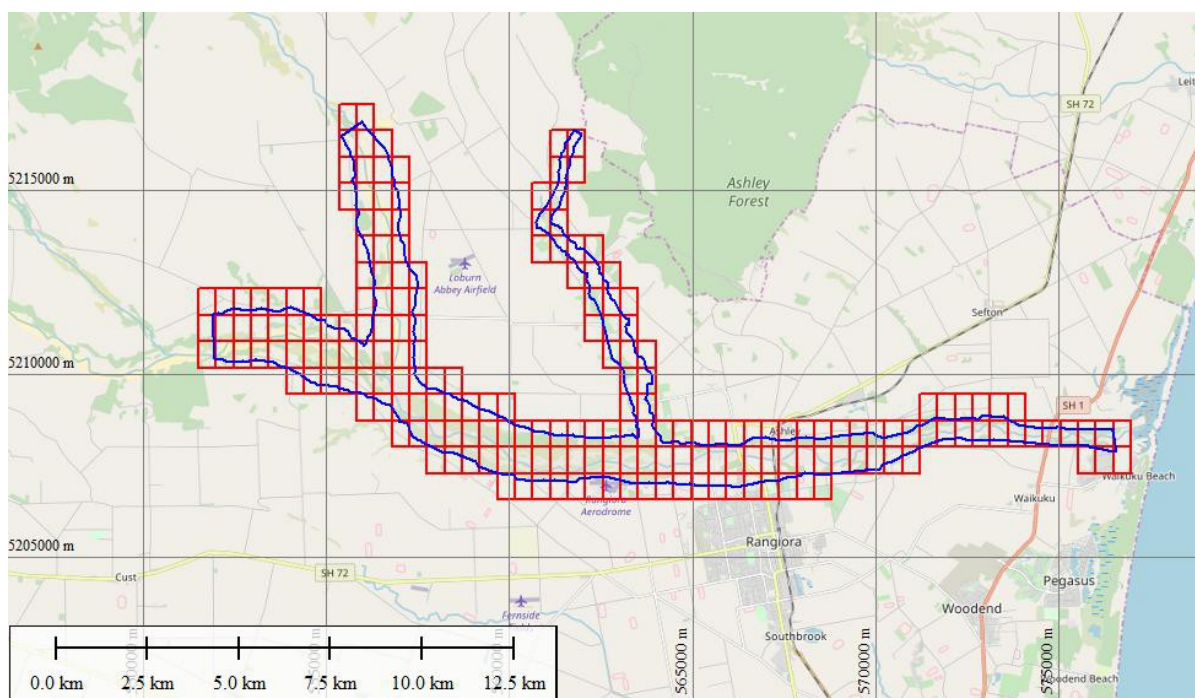 Leit
SH 72
5215000 m
Ashley
Forest
Loburn
Abbey Airfield
Sefton
5210000 m
SH 1
Ashley
Waikuku Beach
Waikuku
Aerodrome
Rangiora
5205000 m
Cust
SH 72
Pegasus
Woodend
Fernside
Southbrook
565000 m
570000 m
575000 m
Woodend Beach
0.0 km
2.5 km
5.0 km
7.5 km
10.0 km
12.5 km